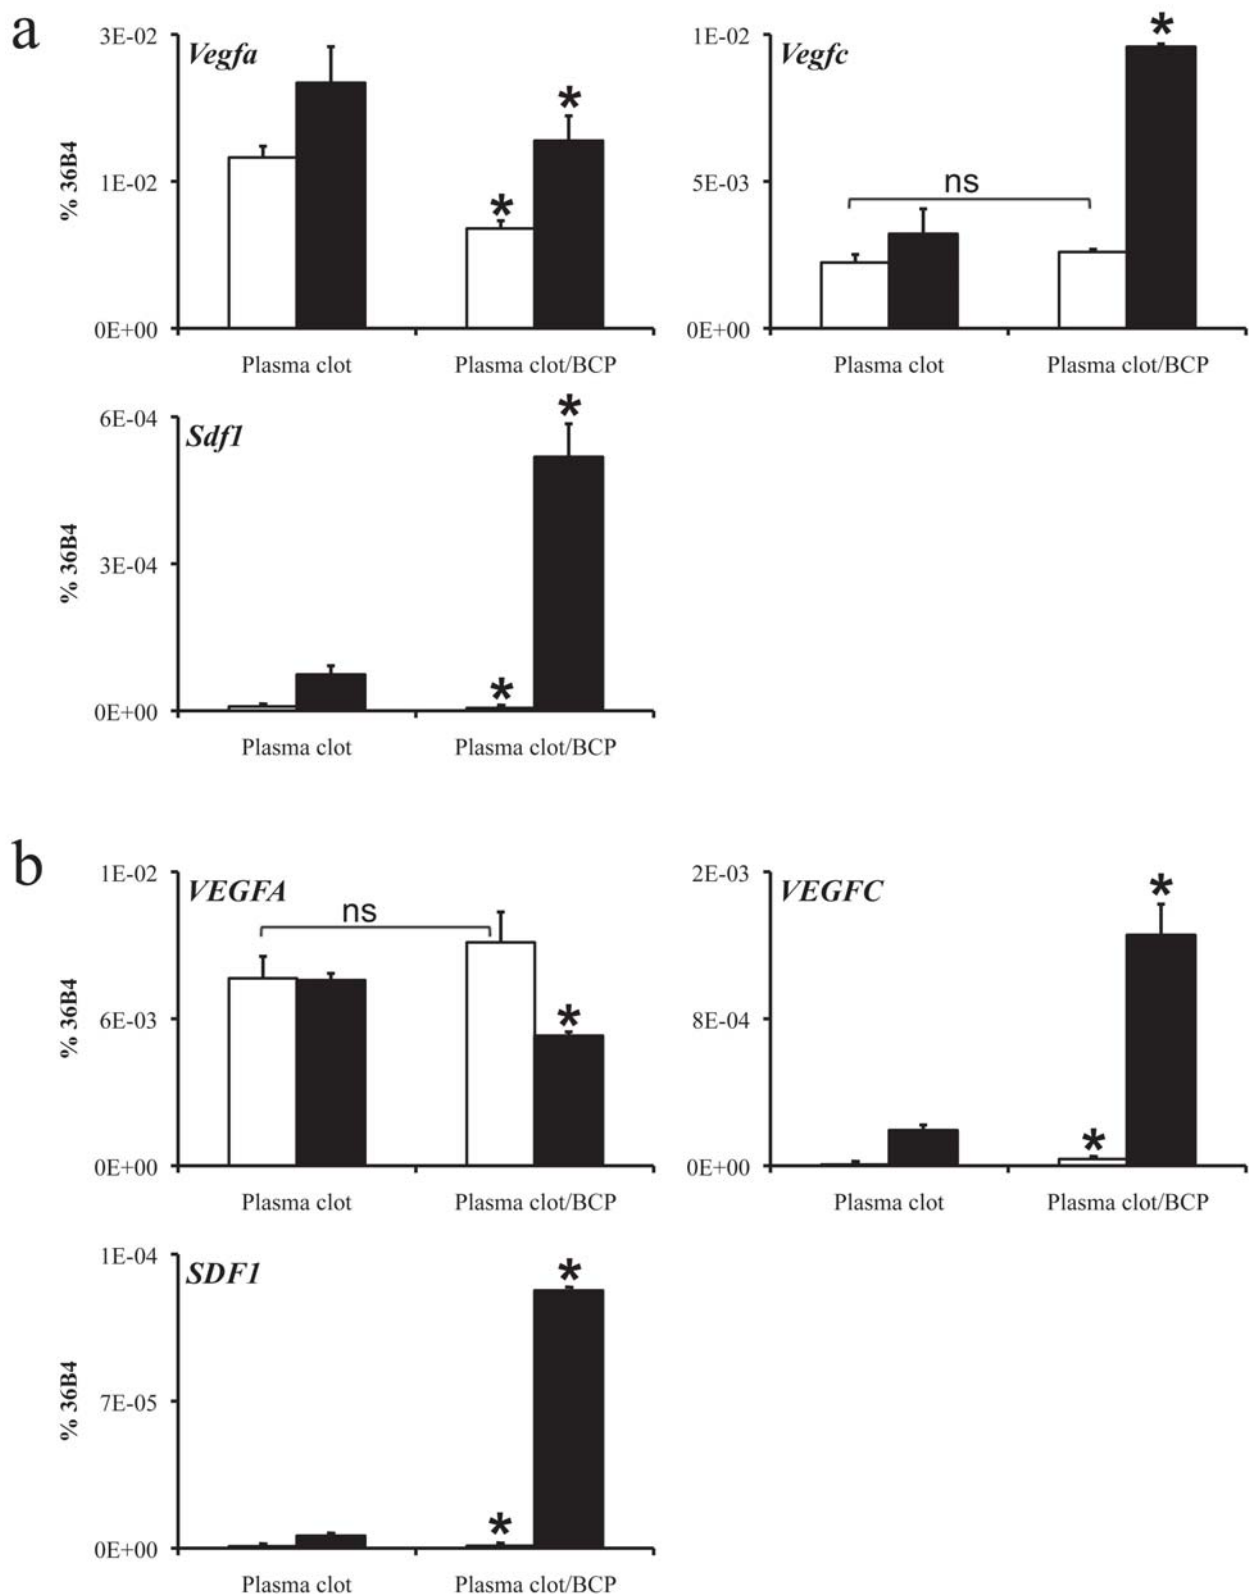 a
3E-02
Vegfa
*
*
% 36B4
1E-02
0E+00
Plasma clot
Plasma clot/BCP
1E-02
Vegfc
*
5E-03
ns
0E+00
Plasma clot
Plasma clot/BCP
6E-04
Sdf1
*
% 36B4
3E-04
*
0E+00
Plasma clot
Plasma clot/BCP
b
1E-02
VEGFA
ns
% 36B4
6E-03
*
0E+00
Plasma clot
Plasma clot/BCP
2E-03
VEGFC
*
8E-04
*
0E+00
Plasma clot
Plasma clot/BCP
1E-04
SDF1
*
% 36B4
7E-05
*
0E+00
Plasma clot
Plasma clot/BCP